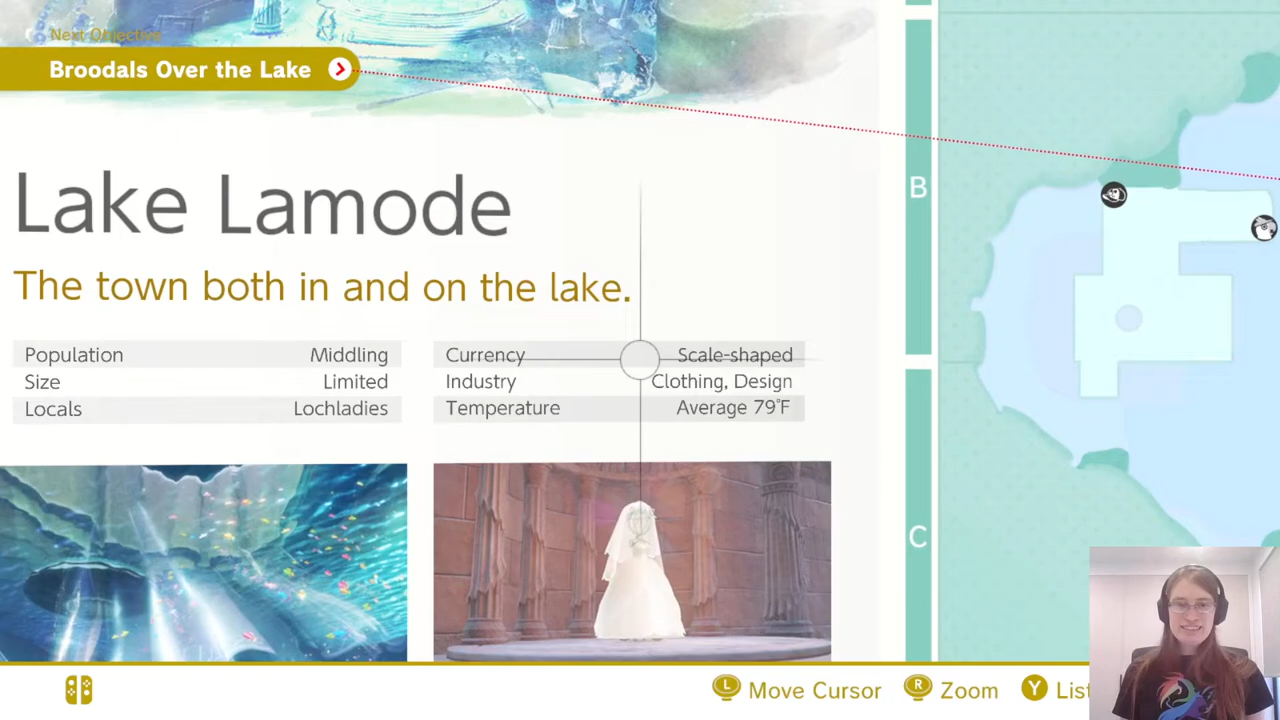 Next Objective
Broodals Over the Lake
Lake Lamode
The town both in and on the lake.
Population Middling
Size Limited
Locals Lochladies
Currency Scale-shaped
Industry Clothing, Design
Temperature Average 79°F
B
C
L Move Cursor R Zoom Y List